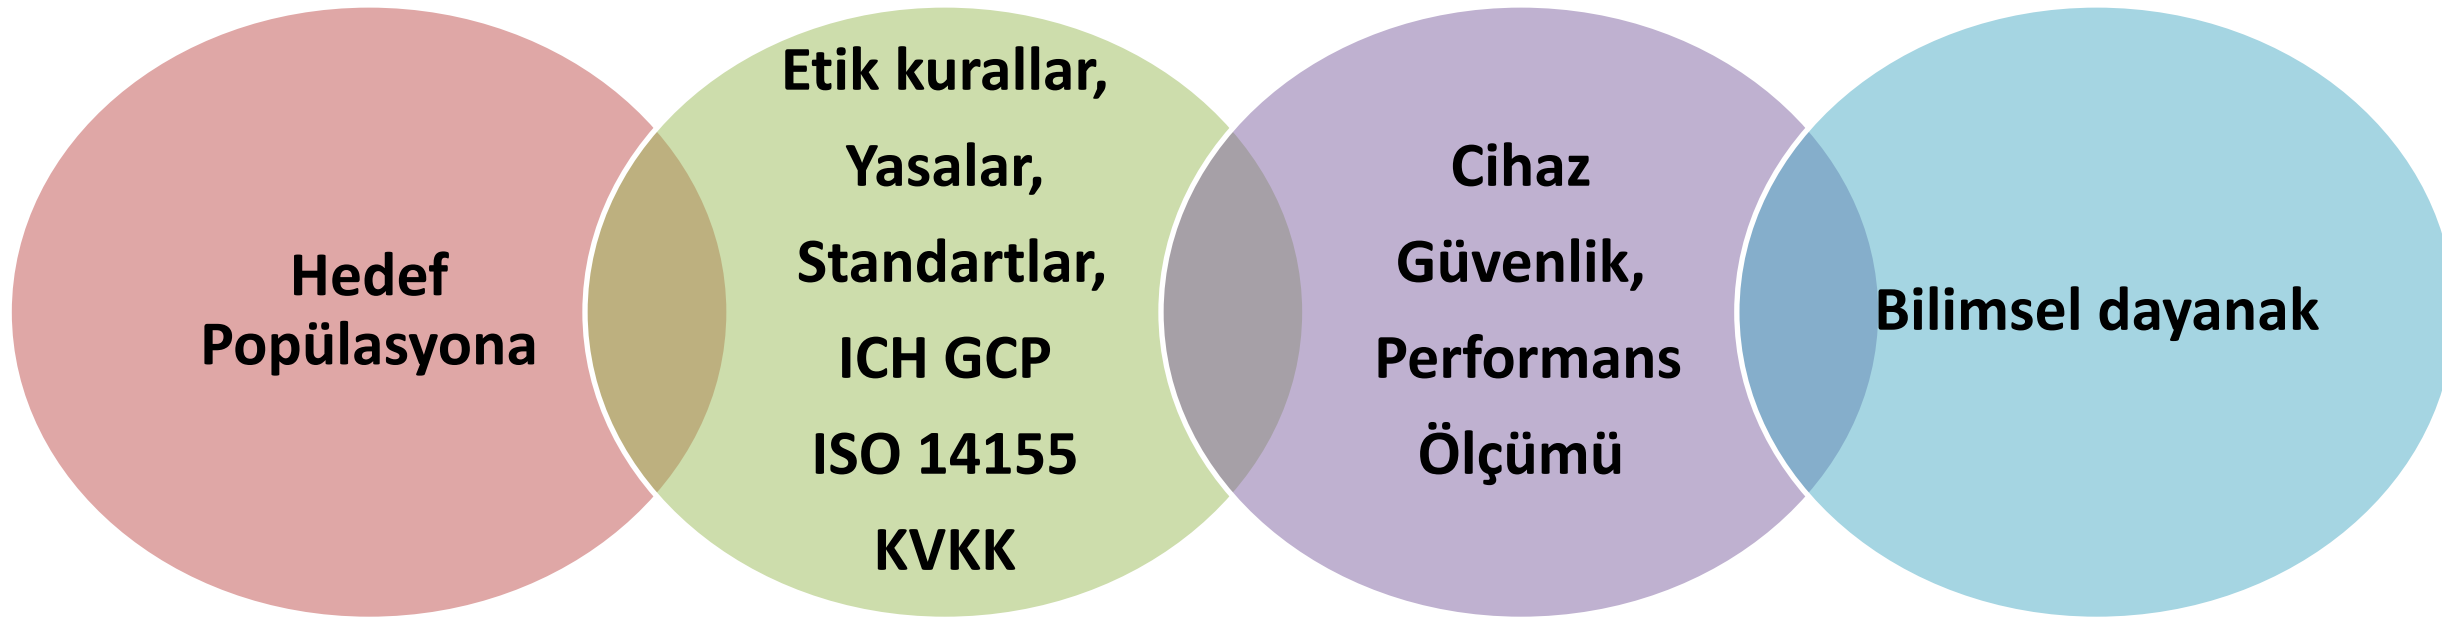 Hedef
Popülasyona
Etik kurallar,
Yasalar,
Standartlar,
ICH GCP
ISO 14155
KVKK
Cihaz
Güvenlik,
Performans
Ölçümü
Bilimsel dayanak